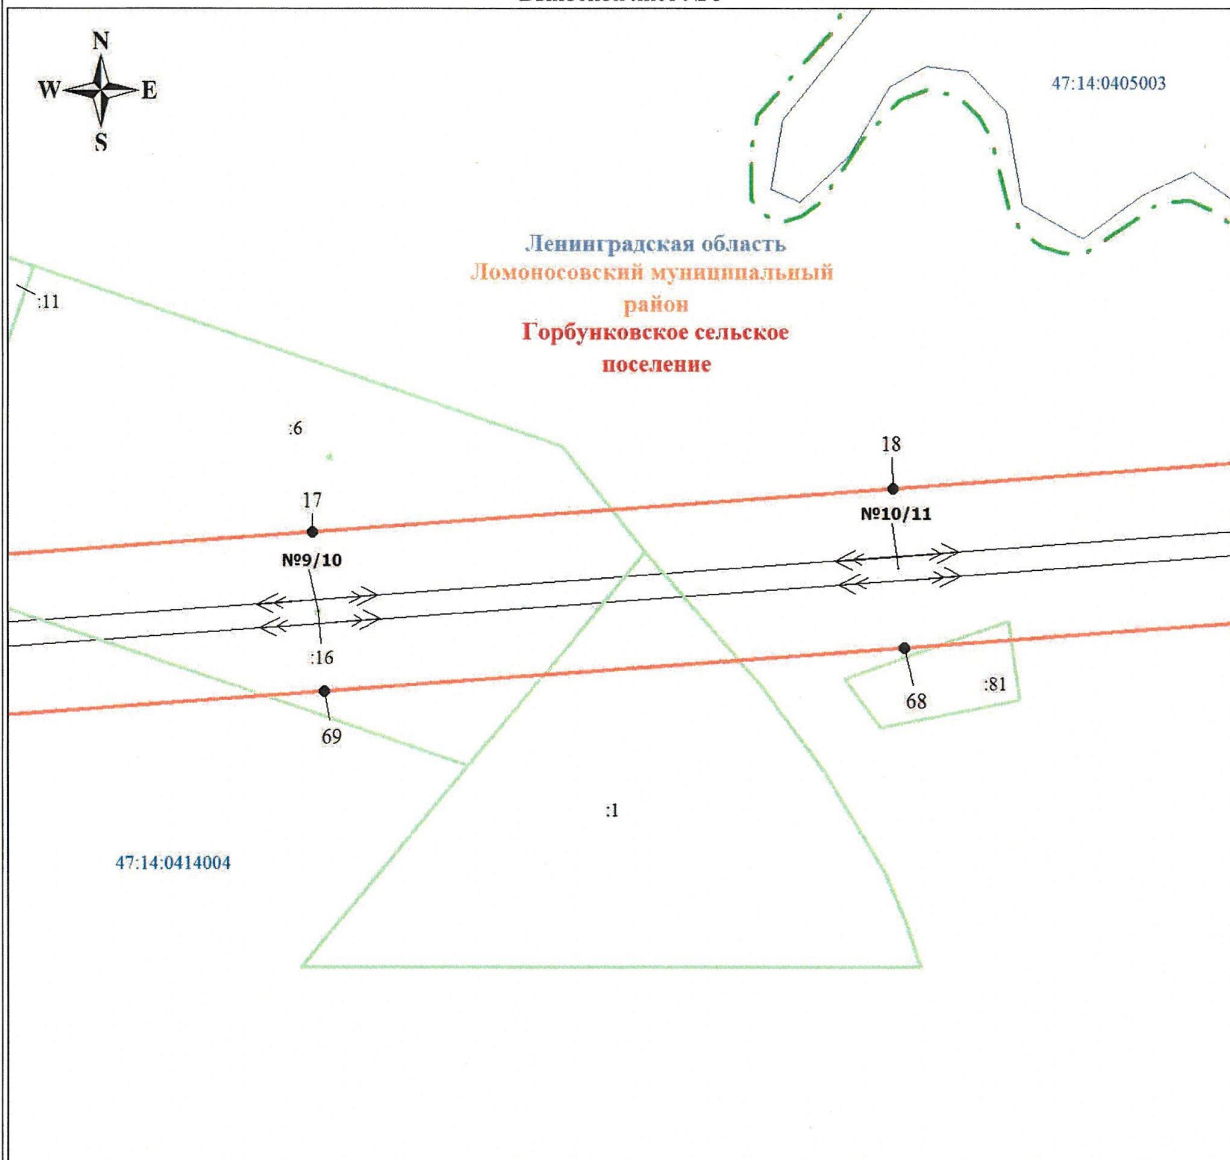 N
W E
S
47:14:0405003
Ленинградская область
Ломоносовский муниципальный
район
Горбунковское сельское
поселение
:11
:6
18
17
№10/11
№9/10
:16
:81
68
69
:1
47:14:0414004